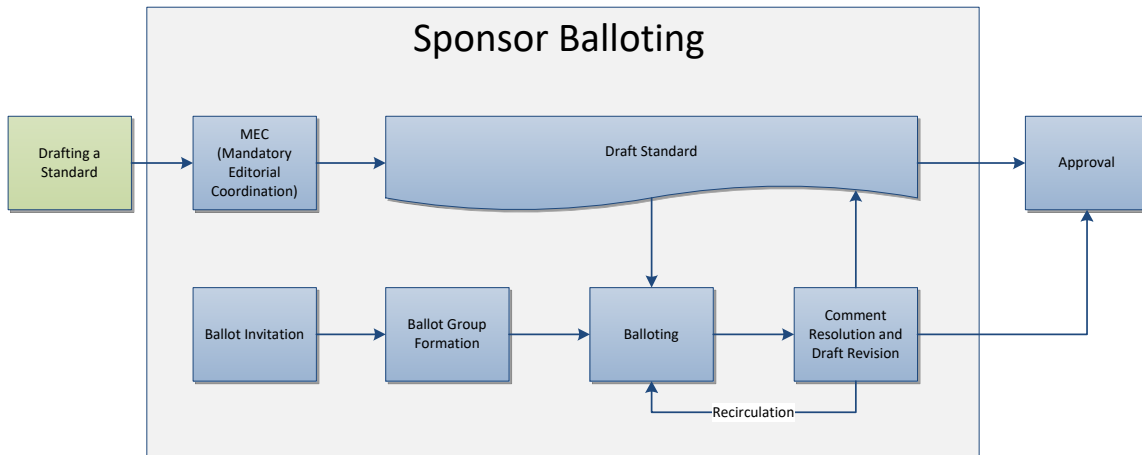 Sponsor Balloting
Drafting a
Standard
MEC
(Mandatory
Editorial
Coordination)
Draft Standard
Approval
Ballot Invitation
Ballot Group
Formation
Balloting
Comment
Resolution and
Draft Revision
Recirculation